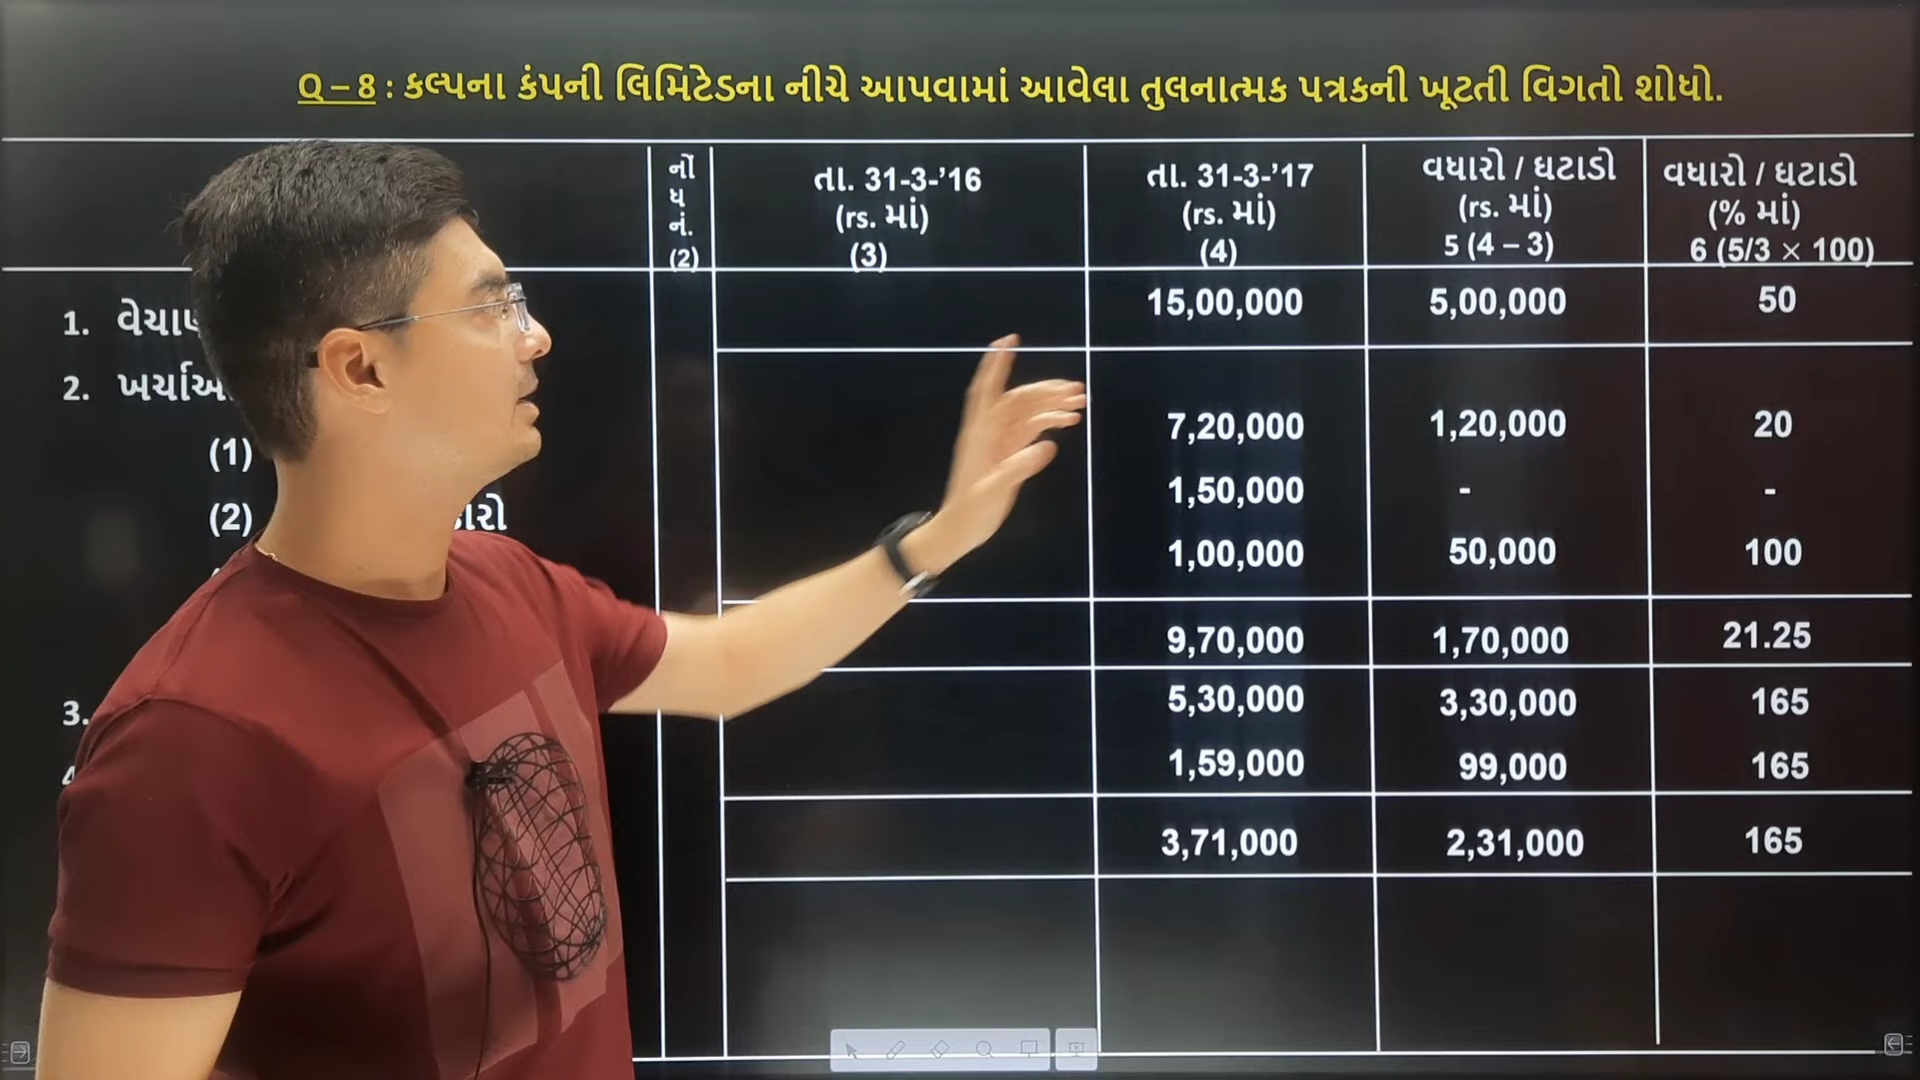 Q – 8 : કલ્પના કંપની લિમિટેડના નીચે આપવામાં આવેલા તુલનાત્મક પત્રકની ખૂટતી વિગતો શોધો.
નોં
ધ
નં.
(2)
તા. 31-3-’16
(rs. માં)
(3)
તા. 31-3-’17
(rs. માં)
(4)
વધારો / ઘટાડો
(rs. માં)
5 (4 – 3)
વધારો / ઘટાડો
(% માં)
6 (5/3 × 100)
1. 15,00,000 5,00,000 50
2.
(1) 7,20,000 1,20,000 20
(2) 1,50,000 - -
1,00,000 50,000 100
9,70,000 1,70,000 21.25
3. 5,30,000 3,30,000 165
1,59,000 99,000 165
3,71,000 2,31,000 165